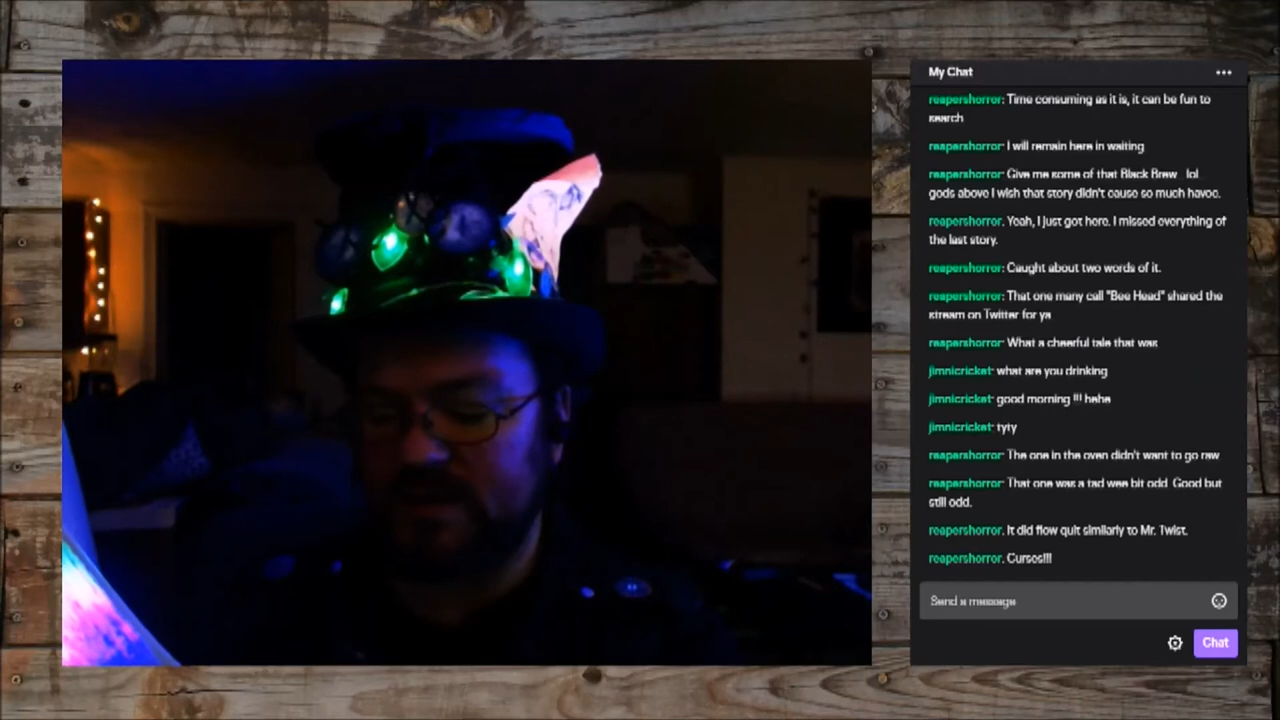 My Chat
reapershorror: Time consuming as it is, it can be fun to
search
reapershorror: I will remain here in waiting
reapershorror: Give me some of that Black Brew lol
gods above I wish that story didn't cause so much havoc.
reapershorror: Yeah, I just got here. I missed everything of
the last story.
reapershorror: Caught about two words of it.
reapershorror: That one many call "Bee Head" shared the
stream on Twitter for ya
reapershorror: What a cheerful tale that was
jimnicricket: what are you drinking
jimnicricket: good morning !!! hehe
jimnicricket: tyty
reapershorror: The one in the oven didn't want to go raw
reapershorror: That one was a tad wee bit odd. Good but
still odd.
reapershorror: It did flow quit similarly to Mr. Twist.
reapershorror: Curses!!!
Send a message
Chat